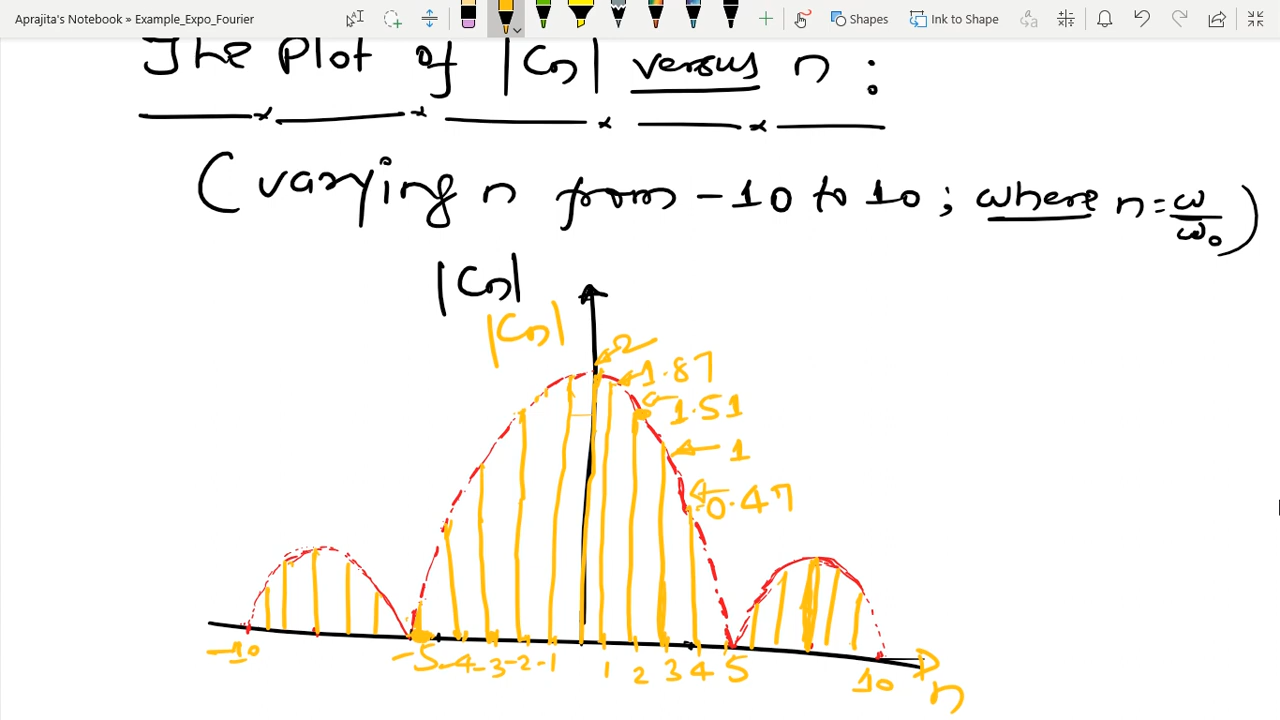 Aprajita's Notebook » Example_Expo_Fourier
Shapes
Ink to Shape
The plot of |Cn| versus n :
(varying n from -10 to 10 ; where n = ω/ω₀)
|Cn|
|Cn|
2
1.87
1.51
1
0.47
-10 -5 -4 -3 -2 -1 1 2 3 4 5 10
n